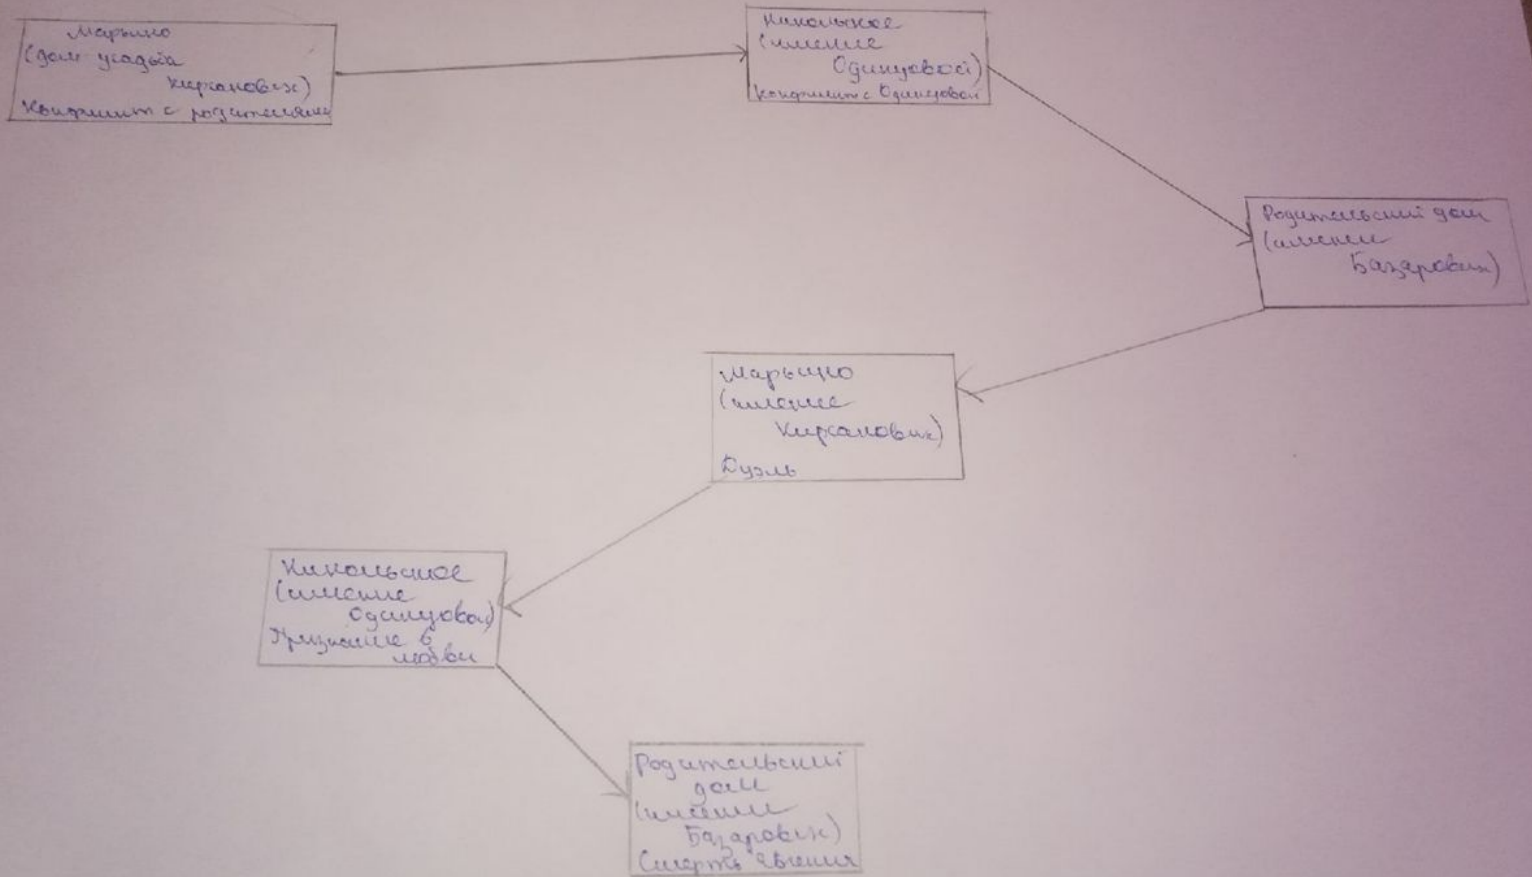 Марьино
(дом усадьба
Кирсановых)
Конфликт с родителями
Никольское
(имение
Одинцовой)
Конфликт с Одинцовой
Родительский дом
(имение
Базаровых)
Марьино
(имение
Кирсановых)
Дуэль
Никольское
(имение
Одинцовой)
Признание в
любви
Родительский
дом
(имение
Базаровых)
Смерть Евгения